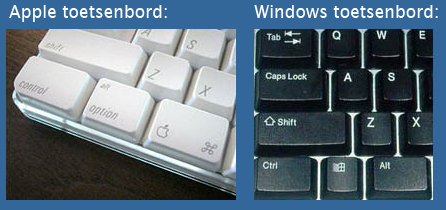 Apple toetsenbord: Windows toetsenbord:
A S
shift
Z X
control alt option ⌘
Tab Q W E
Caps Lock A S
Shift Z X
Ctrl Alt